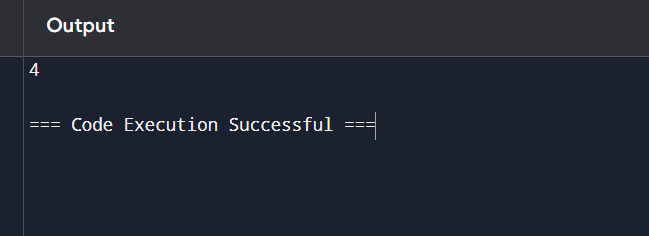 Output
4
=== Code Execution Successful ===